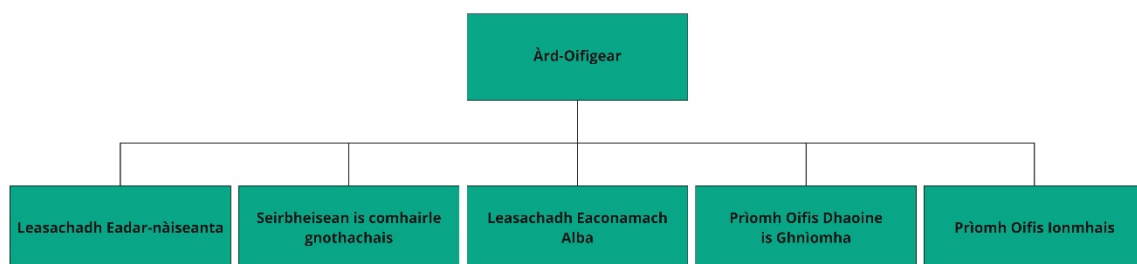 Àrd-Oifigear
Leasachadh Eadar-nàiseanta
Seirbheisean is comhairle
gnothachais
Leasachadh Eaconamach
Alba
Prìomh Oifis Dhaoine
is Ghnìomha
Prìomh Oifis Ionmhais